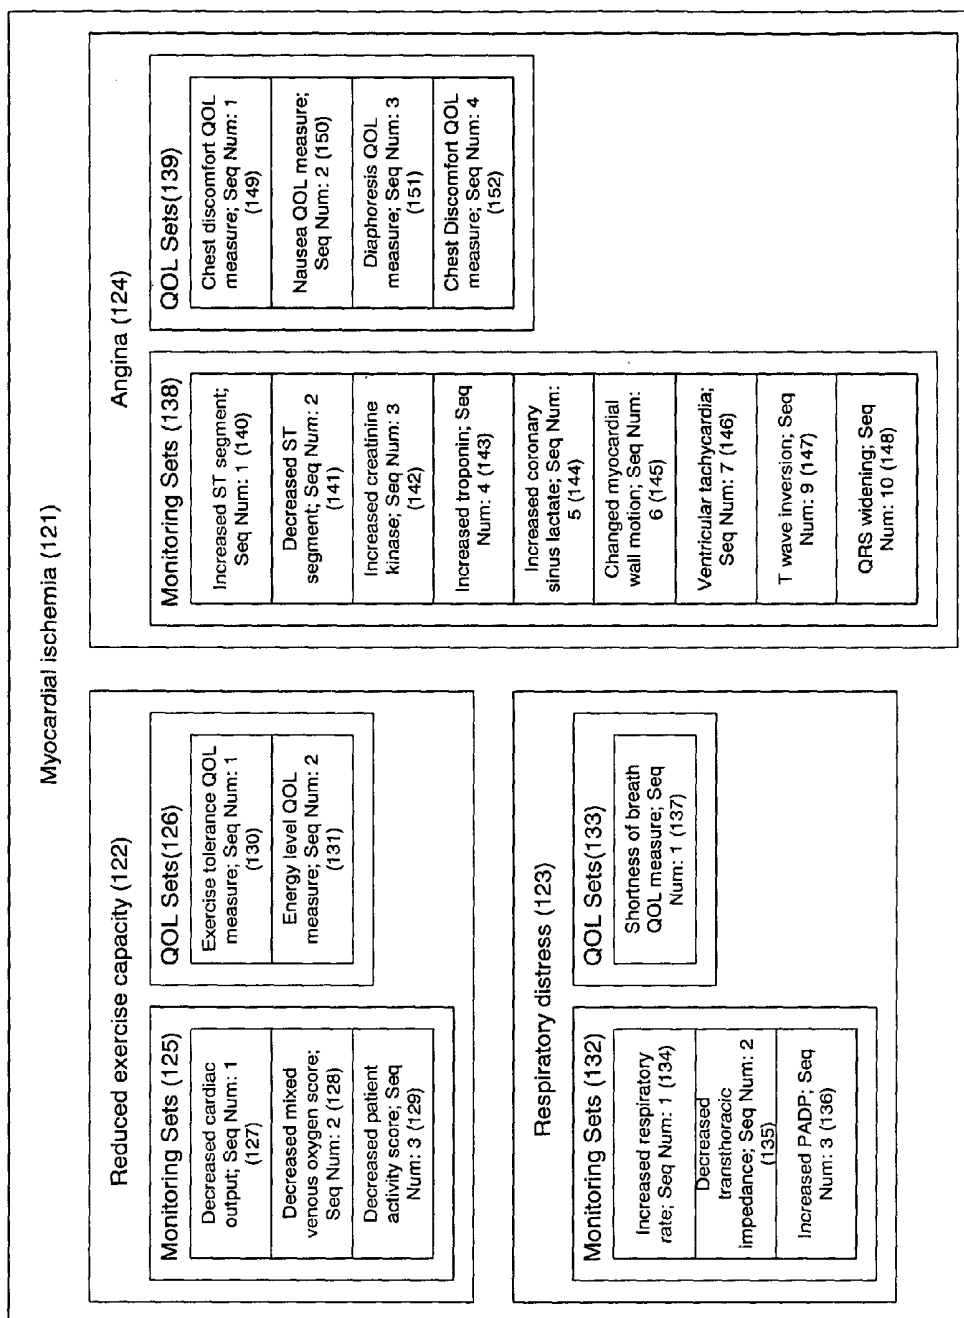 Myocardial ischemia (121)
Reduced exercise capacity (122)
Monitoring Sets (125)
Decreased cardiac
output; Seq Num: 1
(127)
Decreased mixed
venous oxygen score;
Seq Num: 2 (128)
Decreased patient
activity score; Seq
Num: 3 (129)
QOL Sets(126)
Exercise tolerance QOL
measure; Seq Num: 1
(130)
Energy level QOL
measure; Seq Num: 2
(131)
Respiratory distress (123)
Monitoring Sets (132)
Increased respiratory
rate; Seq Num: 1 (134)
Decreased
transthoracic
impedance; Seq Num: 2
(135)
Increased PADP; Seq
Num: 3 (136)
QOL Sets(133)
Shortness of breath
QOL measure; Seq
Num: 1 (137)
Angina (124)
Monitoring Sets (138)
Increased ST segment;
Seq Num: 1 (140)
Decreased ST
segment; Seq Num: 2
(141)
Increased creatinine
kinase; Seq Num: 3
(142)
Increased troponin; Seq
Num: 4 (143)
Increased coronary
sinus lactate; Seq Num:
5 (144)
Changed myocardial
wall motion; Seq Num:
6 (145)
Ventricular tachycardia;
Seq Num: 7 (146)
T wave inversion; Seq
Num: 9 (147)
QRS widening; Seq
Num: 10 (148)
QOL Sets(139)
Chest discomfort QOL
measure; Seq Num: 1
(149)
Nausea QOL measure;
Seq Num: 2 (150)
Diaphoresis QOL
measure; Seq Num: 3
(151)
Chest Discomfort QOL
measure; Seq Num: 4
(152)